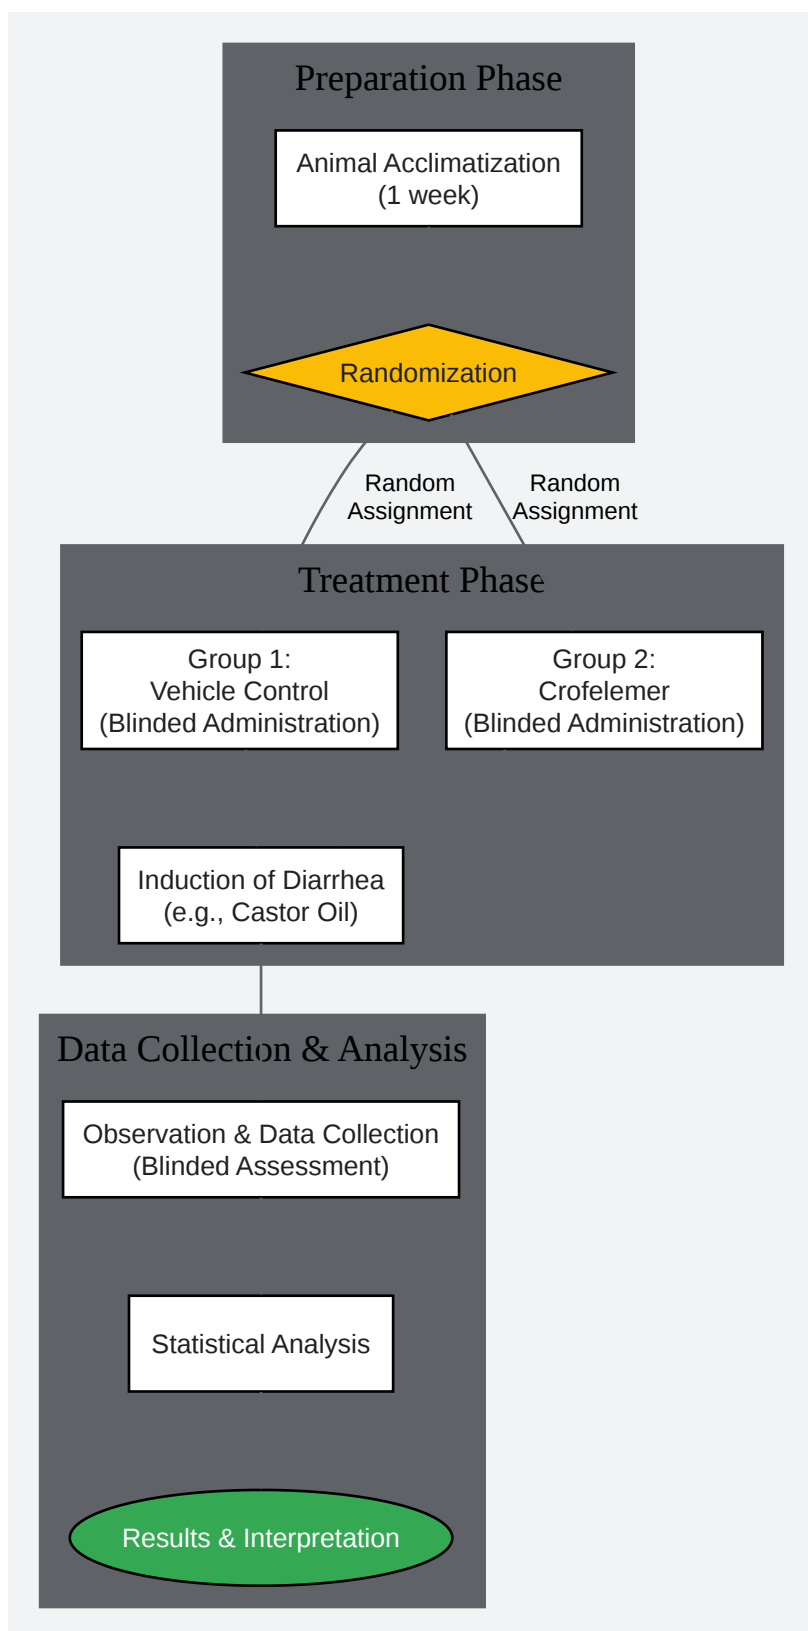 Preparation Phase
Animal Acclimatization
(1 week)
Randomization
Random
Assignment
Random
Assignment
Treatment Phase
Group 1:
Vehicle Control
(Blinded Administration)
Group 2:
Crofelemer
(Blinded Administration)
Induction of Diarrhea
(e.g., Castor Oil)
Data Collection & Analysis
Observation & Data Collection
(Blinded Assessment)
Statistical Analysis
Results & Interpretation